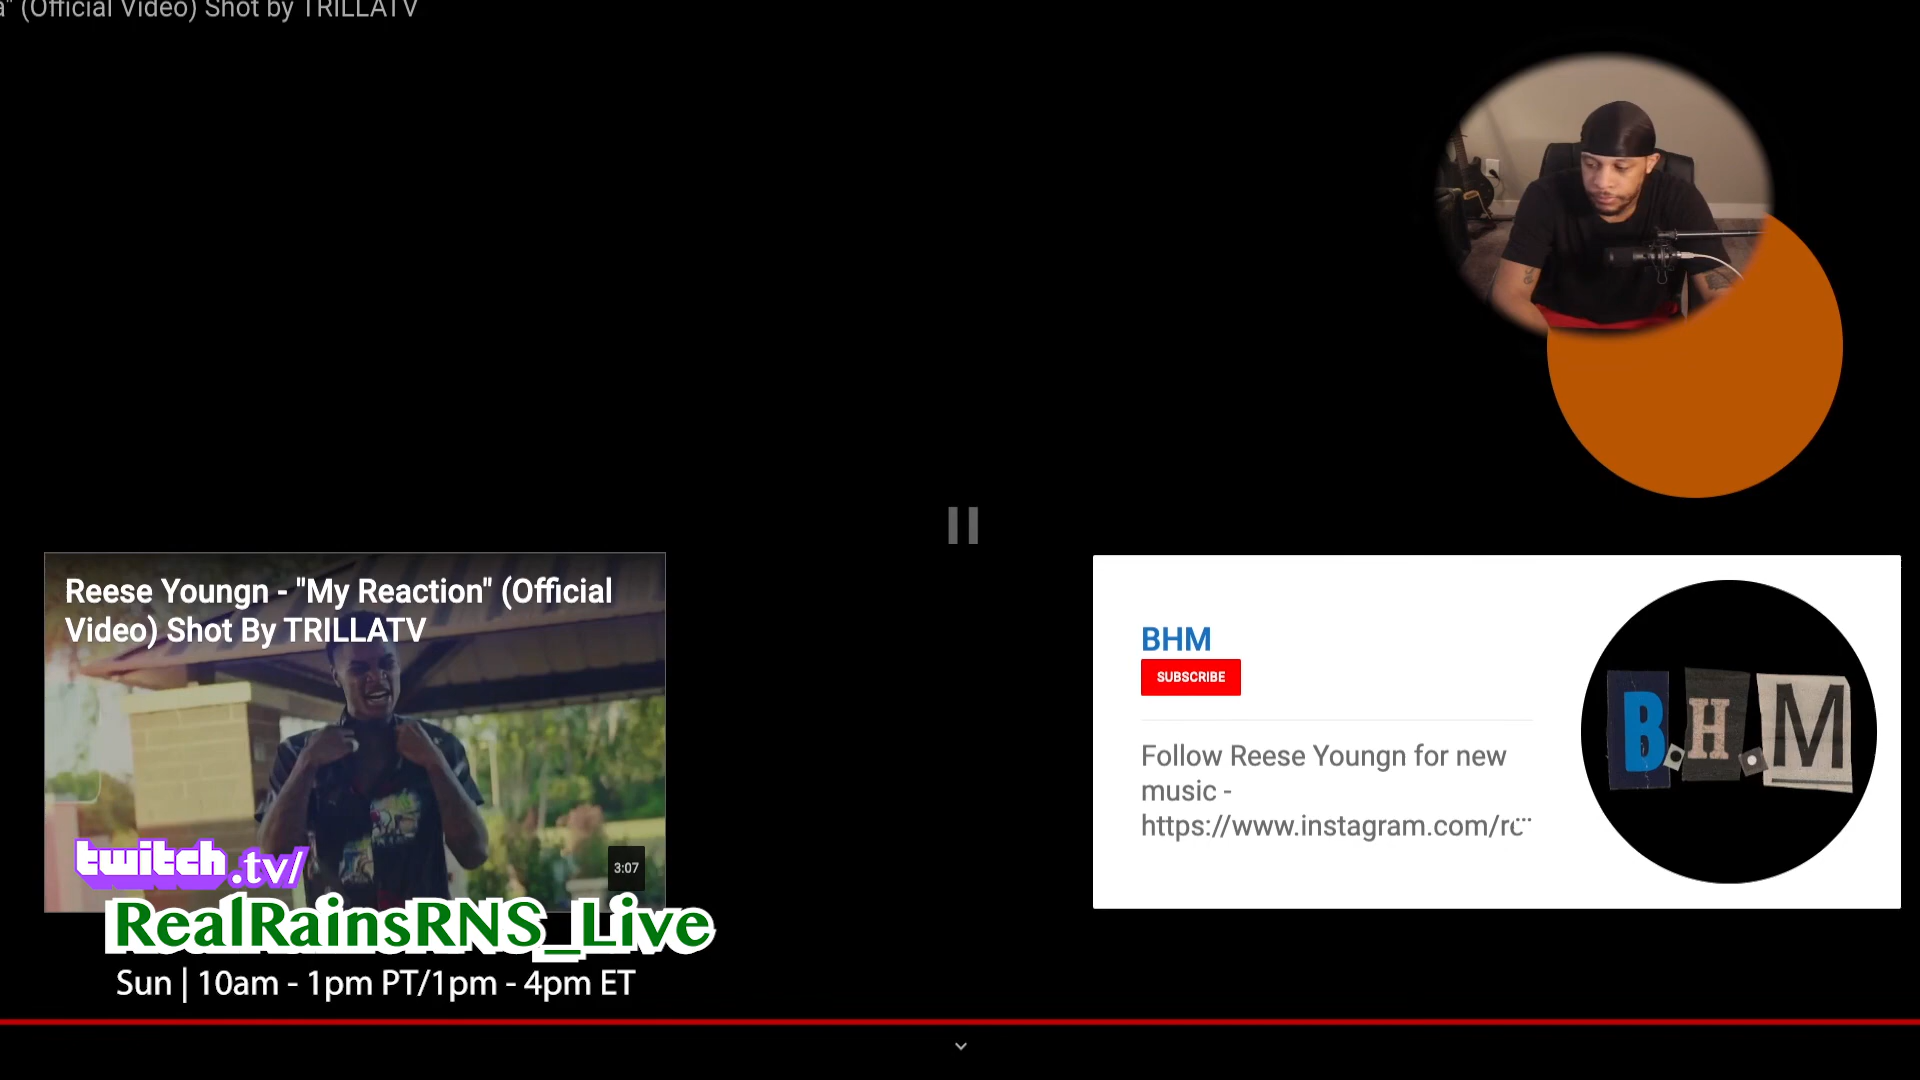 a" (Official Video) Shot by TRILLATV
Reese Youngn - "My Reaction" (Official
Video) Shot By TRILLATV
3:07
twitch.tv/
RealRainsRNS_Live
Sun | 10am - 1pm PT/1pm - 4pm ET
BHM
SUBSCRIBE
Follow Reese Youngn for new
music -
https://www.instagram.com/r
B.H.M